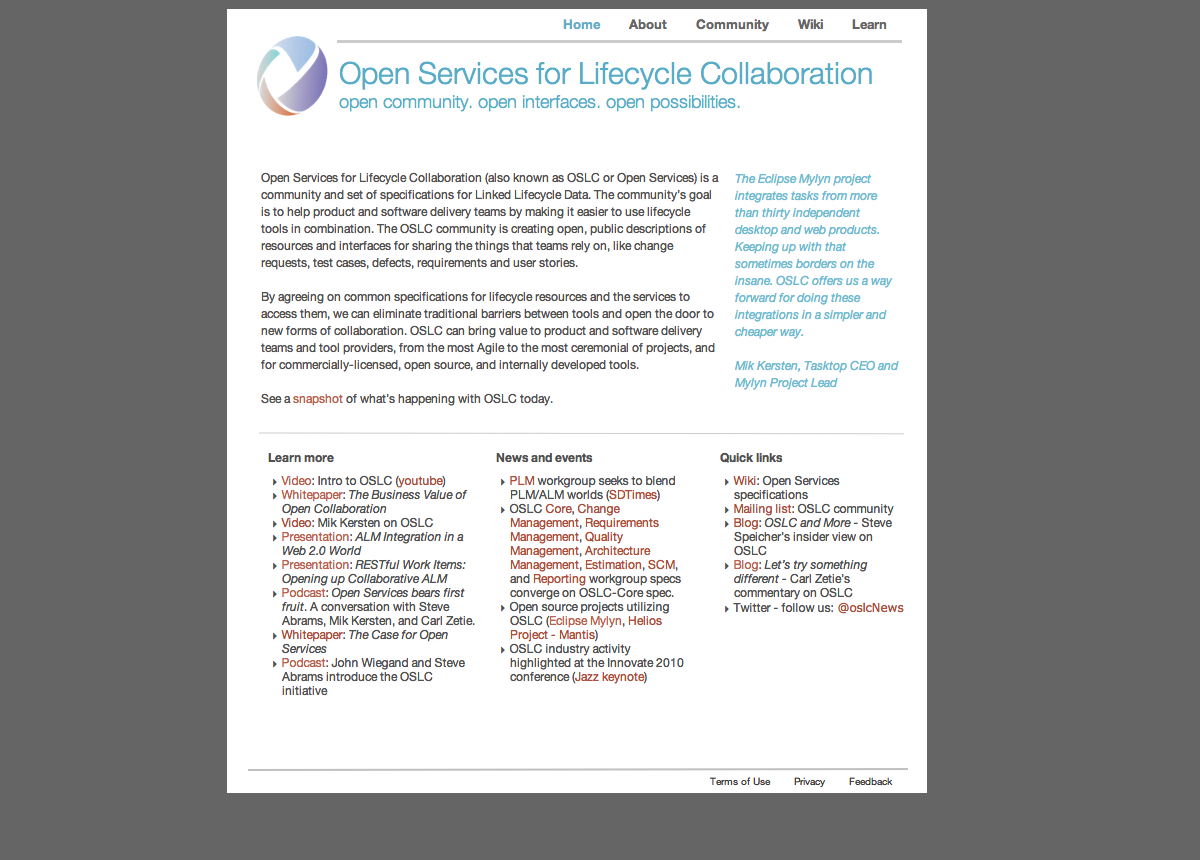 Home About Community Wiki Learn
Open Services for Lifecycle Collaboration
open community. open interfaces. open possibilities.
Open Services for Lifecycle Collaboration (also known as OSLC or Open Services) is a
community and set of specifications for Linked Lifecycle Data. The community's goal
is to help product and software delivery teams by making it easier to use lifecycle
tools in combination. The OSLC community is creating open, public descriptions of
resources and interfaces for sharing the things that teams rely on, like change
requests, test cases, defects, requirements and user stories.
By agreeing on common specifications for lifecycle resources and the services to
access them, we can eliminate traditional barriers between tools and open the door to
new forms of collaboration. OSLC can bring value to product and software delivery
teams and tool providers, from the most Agile to the most ceremonial of projects, and
for commercially-licensed, open source, and internally developed tools.
See a snapshot of what's happening with OSLC today.
The Eclipse Mylyn project
integrates tasks from more
than thirty independent
desktop and web products.
Keeping up with that
sometimes borders on the
insane. OSLC offers us a way
forward for doing these
integrations in a simpler and
cheaper way.
Mik Kersten, Tasktop CEO and
Mylyn Project Lead
Learn more
Video: Intro to OSLC (youtube)
Whitepaper: The Business Value of
Open Collaboration
Video: Mik Kersten on OSLC
Presentation: ALM Integration in a
Web 2.0 World
Presentation: RESTful Work Items:
Opening up Collaborative ALM
Podcast: Open Services bears first
fruit. A conversation with Steve
Abrams, Mik Kersten, and Carl Zetie.
Whitepaper: The Case for Open
Services
Podcast: John Wiegand and Steve
Abrams introduce the OSLC
initiative
News and events
PLM workgroup seeks to blend
PLM/ALM worlds (SDTimes)
OSLC Core, Change
Management, Requirements
Management, Quality
Management, Architecture
Management, Estimation, SCM,
and Reporting workgroup specs
converge on OSLC-Core spec.
Open source projects utilizing
OSLC (Eclipse Mylyn, Helios
Project - Mantis)
OSLC industry activity
highlighted at the Innovate 2010
conference (Jazz keynote)
Quick links
Wiki: Open Services
specifications
Mailing list: OSLC community
Blog: OSLC and More - Steve
Speicher's insider view on
OSLC
Blog: Let's try something
different - Carl Zetie's
commentary on OSLC
Twitter - follow us: @oslcNews
Terms of Use Privacy Feedback